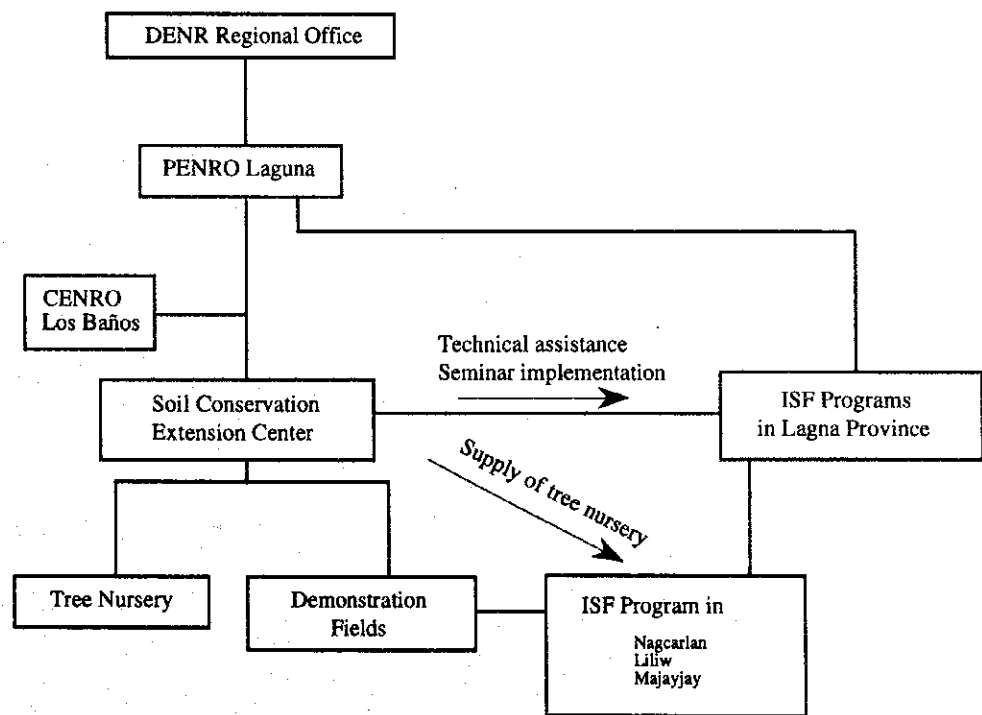 DENR Regional Office
PENRO Laguna
CENRO
Los Baños
Technical assistance
Seminar implementation
Soil Conservation
Extension Center
ISF Programs
in Lagna Province
Supply of tree nursery
Tree Nursery
Demonstration
Fields
ISF Program in
Nagcarlan
Liliw
Majayjay